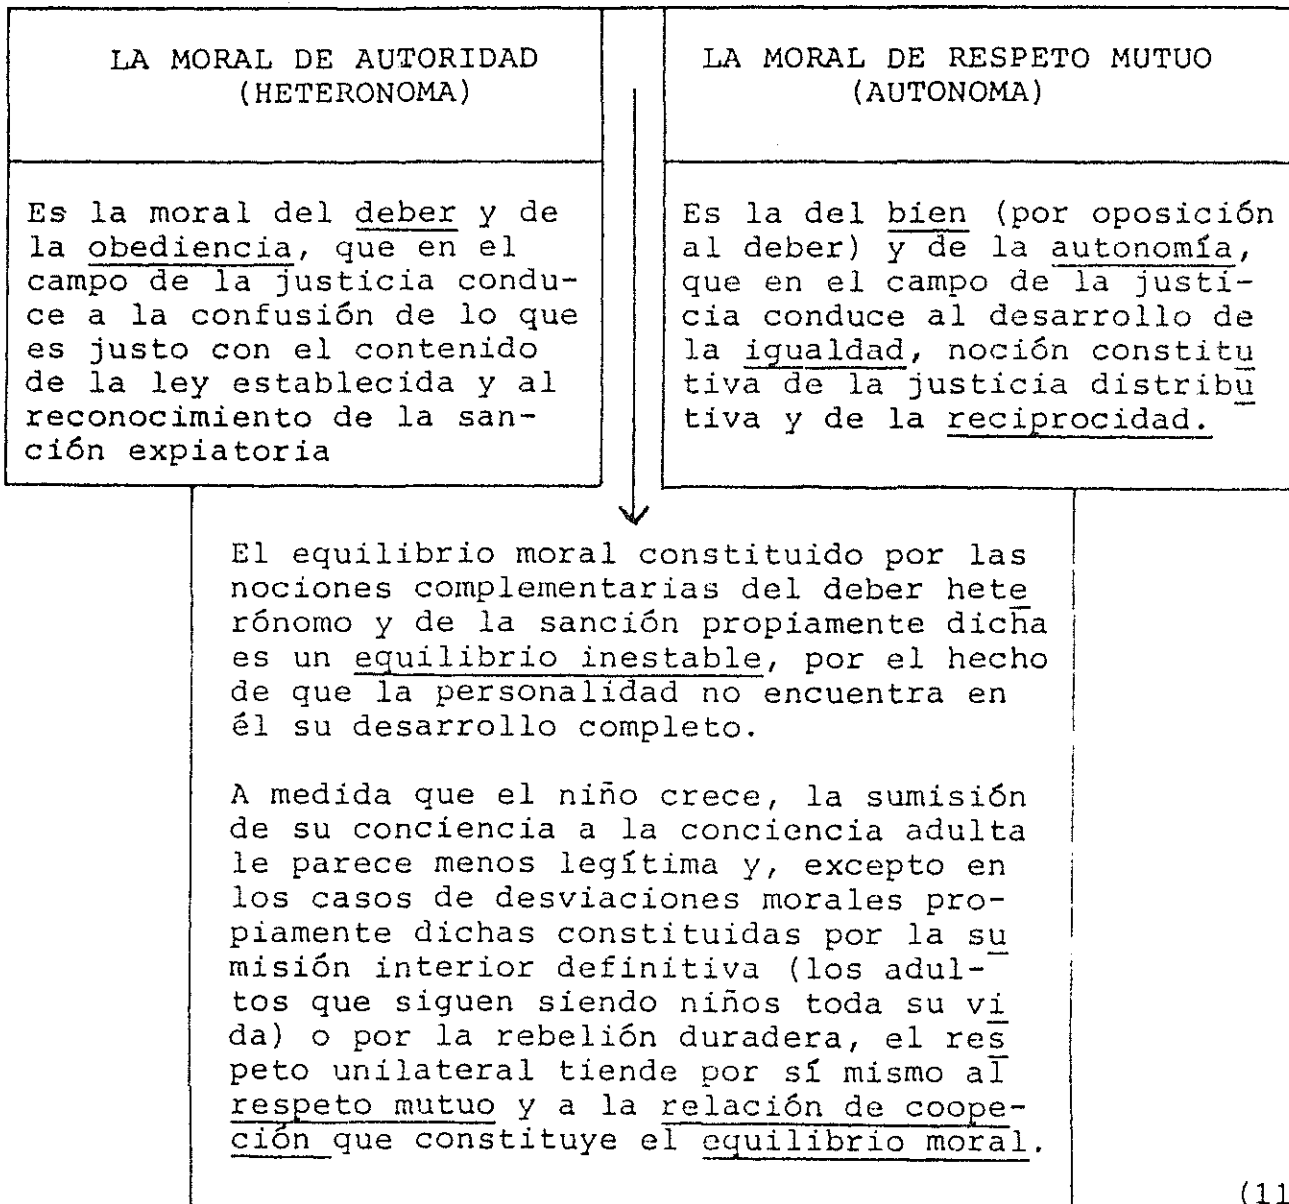 LA MORAL DE AUTORIDAD
(HETERONOMA)
Es la moral del deber y de
la obediencia, que en el
campo de la justicia condu-
ce a la confusión de lo que
es justo con el contenido
de la ley establecida y al
reconocimiento de la san-
ción expiatoria
LA MORAL DE RESPETO MUTUO
(AUTONOMA)
Es la del bien (por oposición
al deber) y de la autonomía,
que en el campo de la justi-
cia conduce al desarrollo de
la igualdad, noción constitu
tiva de la justicia distribu
tiva y de la reciprocidad.
El equilibrio moral constituido por las
nociones complementarias del deber hete
rónomo y de la sanción propiamente dicha
es un equilibrio inestable, por el hecho
de que la personalidad no encuentra en
él su desarrollo completo.
A medida que el niño crece, la sumisión
de su conciencia a la conciencia adulta
le parece menos legítima y, excepto en
los casos de desviaciones morales pro-
piamente dichas constituidas por la su
misión interior definitiva (los adul-
tos que siguen siendo niños toda su vi
da) o por la rebelión duradera, el res
peto unilateral tiende por sí mismo al
respeto mutuo y a la relación de coope-
ción que constituye el equilibrio moral.
(11